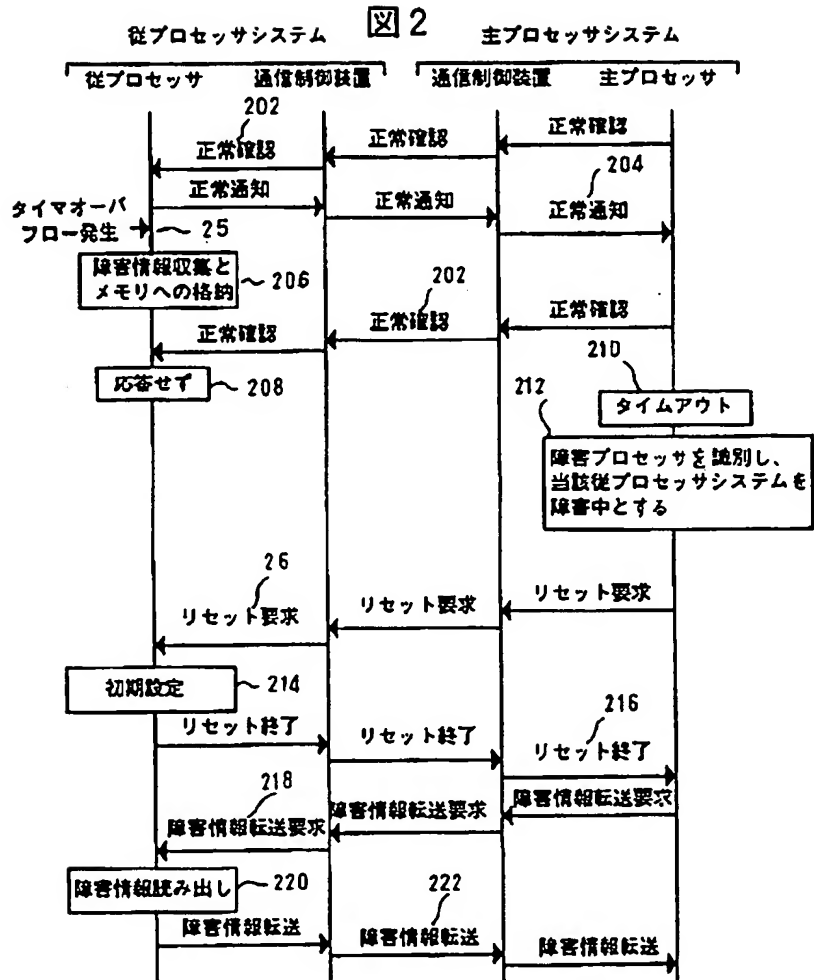 図2
従プロセッサシステム
主プロセッサシステム
従プロセッサ
通信制御装置
通信制御装置
主プロセッサ
202
正常確認
正常確認
正常確認
正常通知
正常通知
204
正常通知
タイマオーバ
フロー発生
25
障害情報収集と
メモリへの格納
206
202
正常確認
正常確認
正常確認
応答せず
208
210
タイムアウト
212
障害プロセッサを識別し、
当該従プロセッサシステムを
障害中とする
26
リセット要求
リセット要求
リセット要求
初期設定
214
リセット終了
リセット終了
216
リセット終了
218
障害情報転送要求
障害情報転送要求
障害情報転送要求
障害情報読み出し
220
障害情報転送
222
障害情報転送
障害情報転送